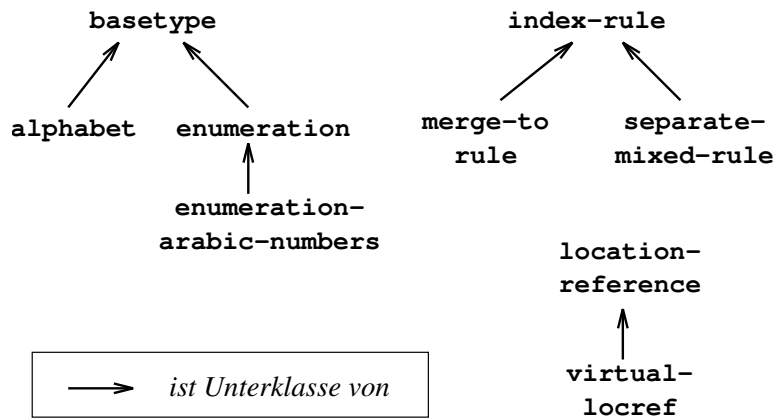 basetype
index-rule
alphabet
enumeration
merge-to
rule
separate-
mixed-rule
enumeration-
arabic-numbers
location-
reference
virtual-
locref
ist Unterklasse von